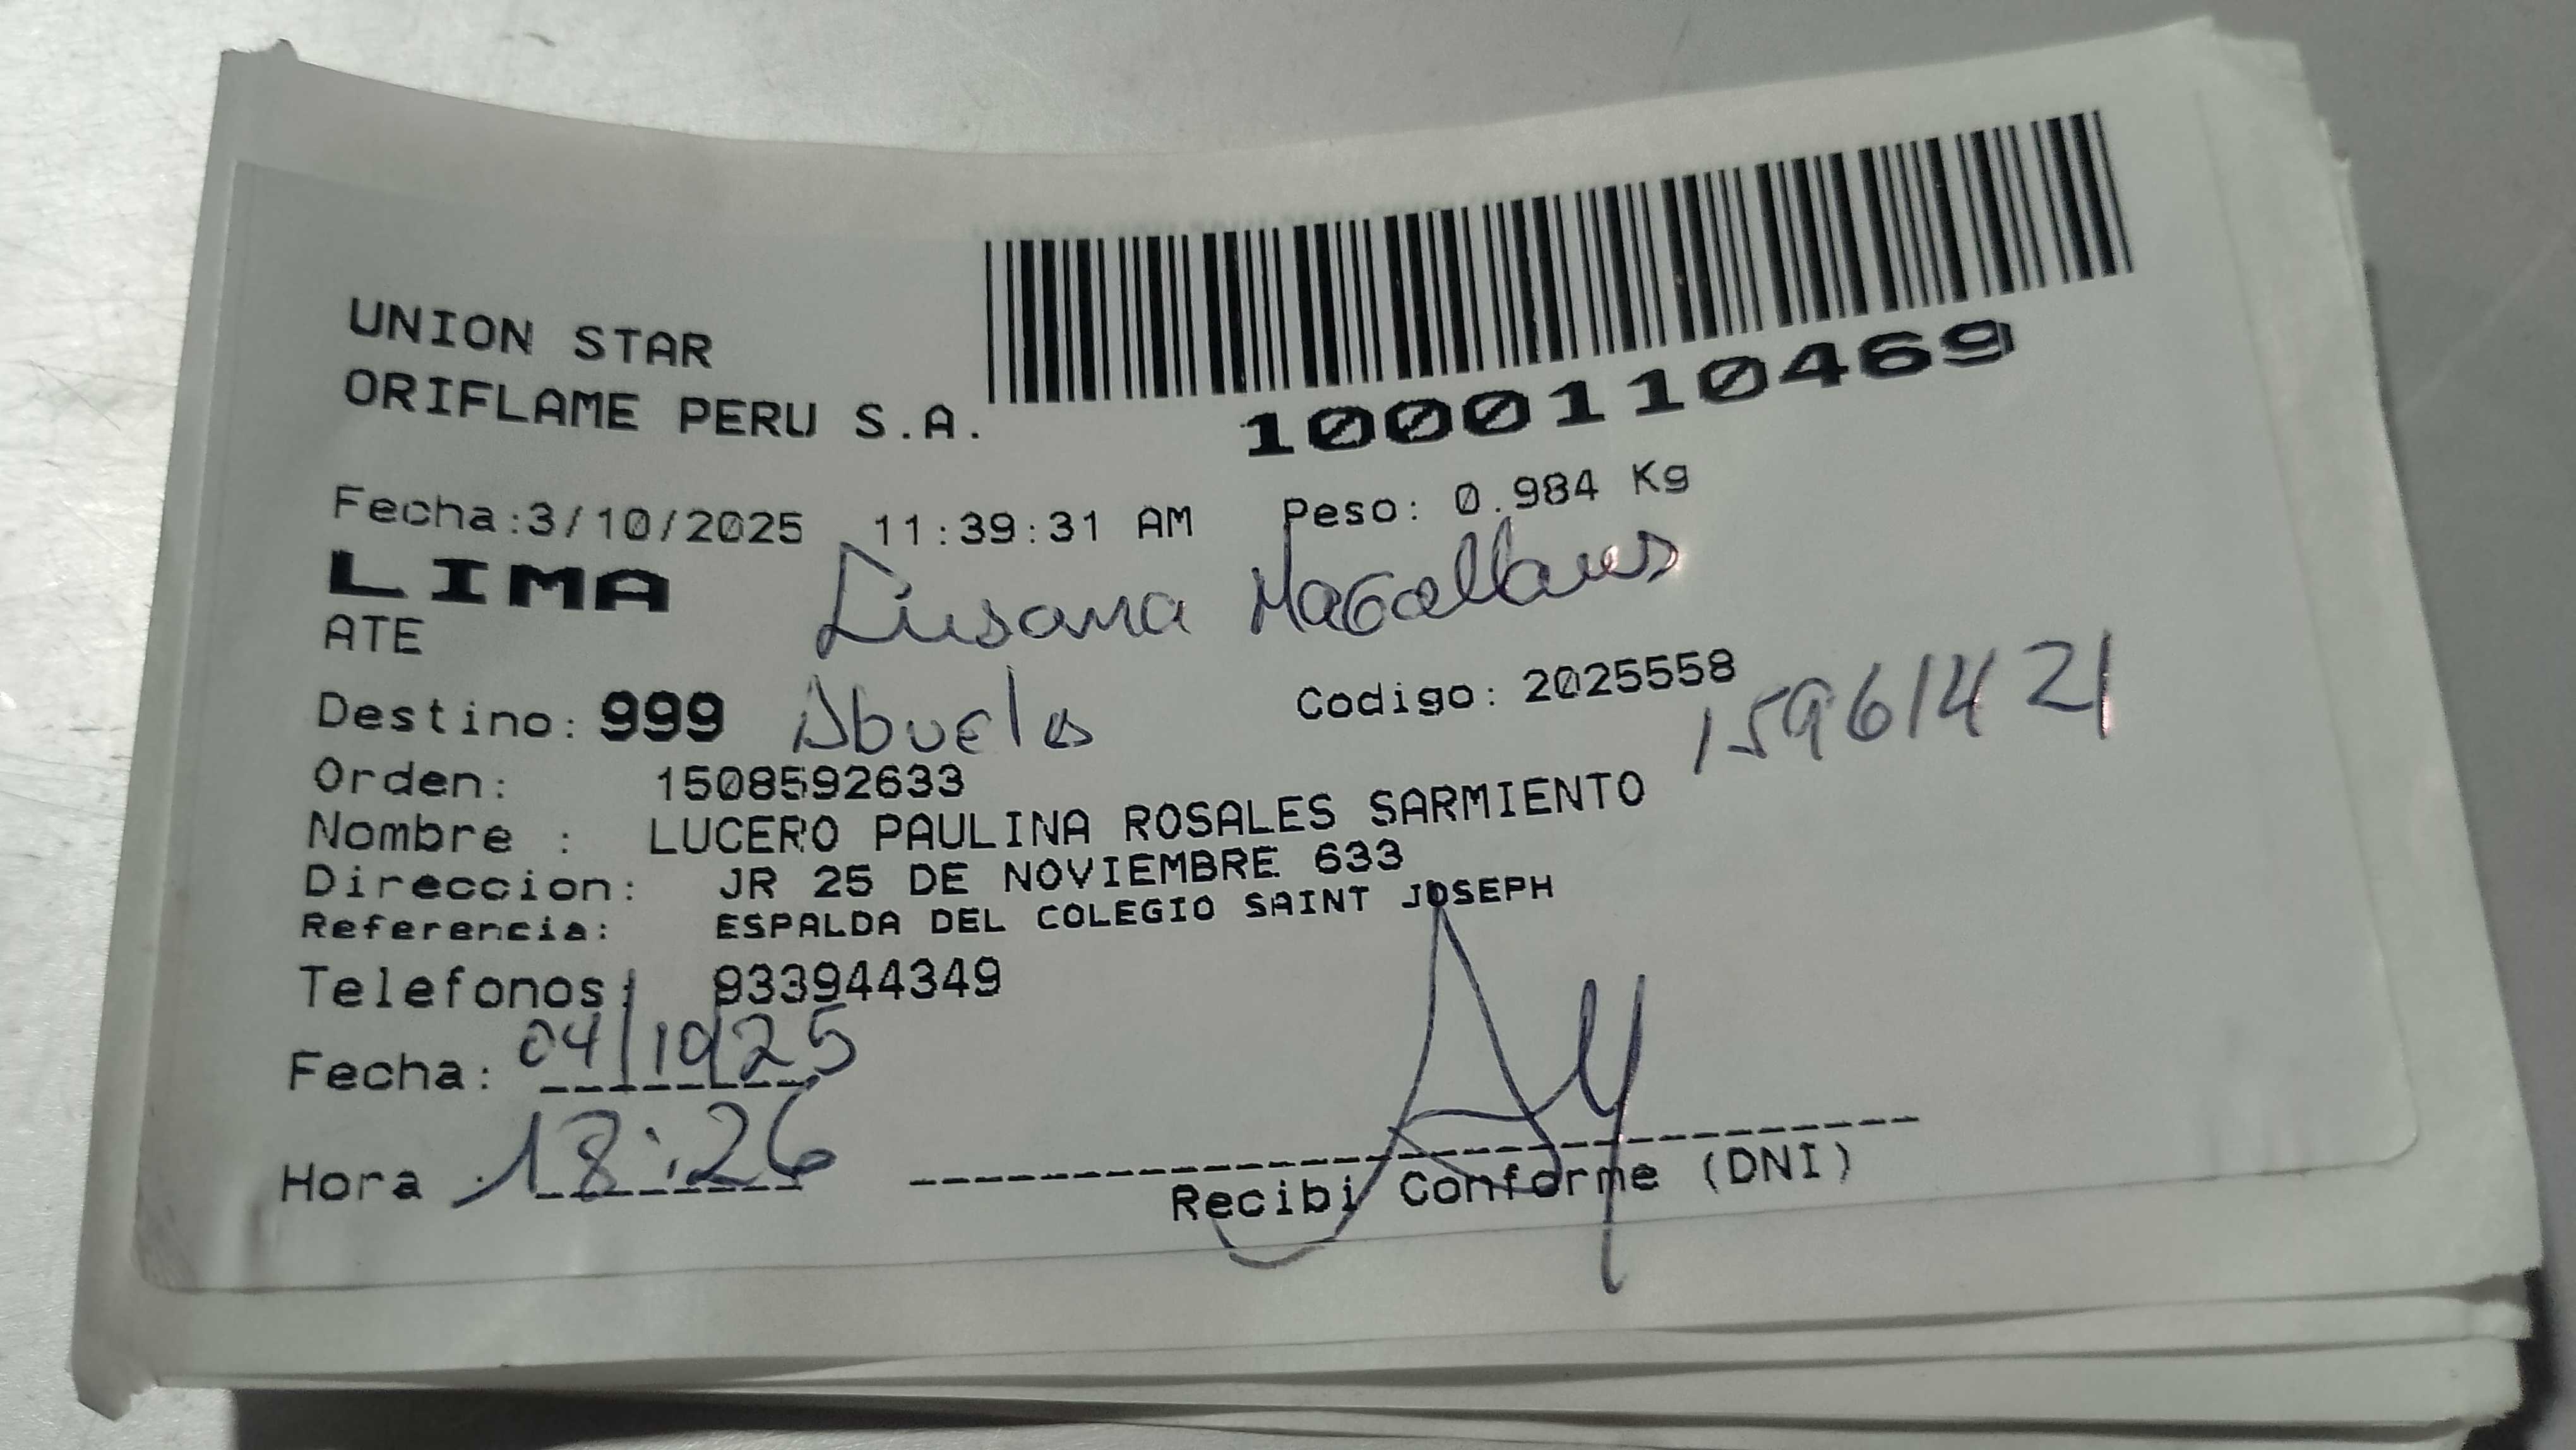 UNION STAR
ORIFLAME PERU S.A.
1000110469
Fecha:3/10/2025 11:39:31 AM Peso: 0.984 Kg
LIMA
ATE
Destino: 999 Abuela Codigo: 2025558
15961421
Orden: 1508592633
Nombre : LUCERO PAULINA ROSALES SARMIENTO
Direccion: JR 25 DE NOVIEMBRE 633
Referencia: ESPALDA DEL COLEGIO SAINT JOSEPH
Telefonos: 933944349
Fecha: 04/10/25
Hora : 18:26
Recibi Conforme (DNI)